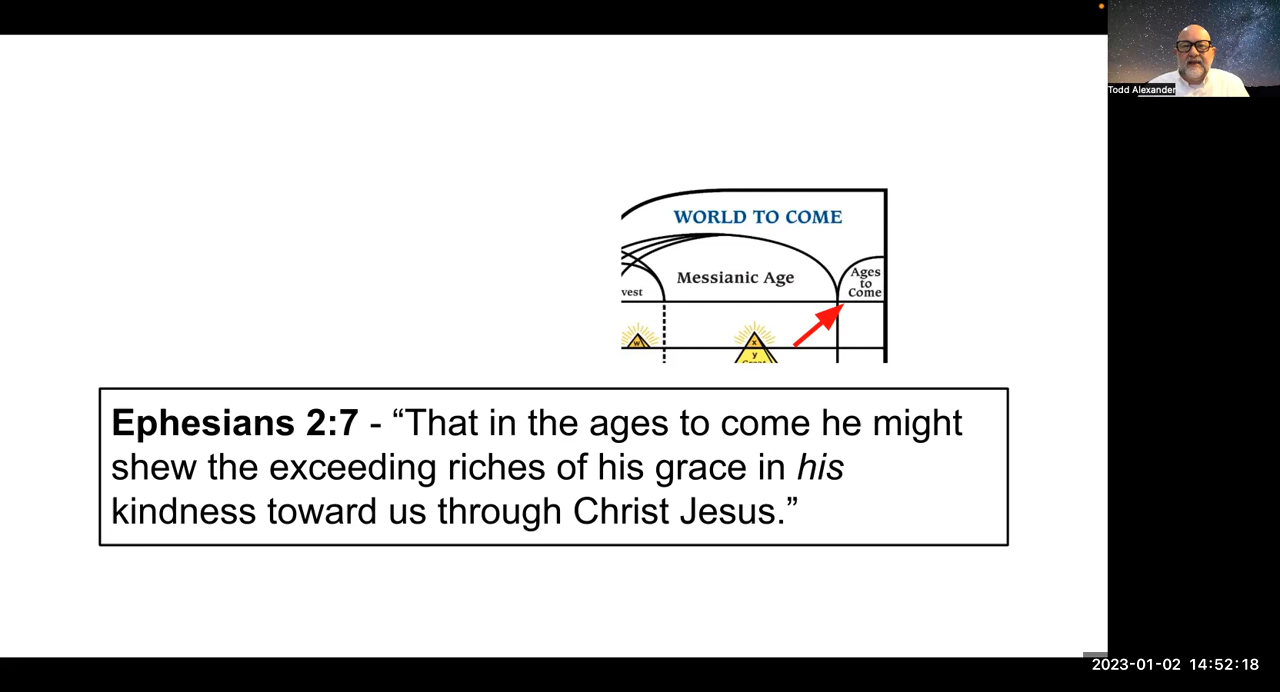 Todd Alexander
WORLD TO COME
Messianic Age
Ages
to
Come
vest
w
x
y
Ephesians 2:7 - “That in the ages to come he might
shew the exceeding riches of his grace in his
kindness toward us through Christ Jesus.”
2023-01-02 14:52:18